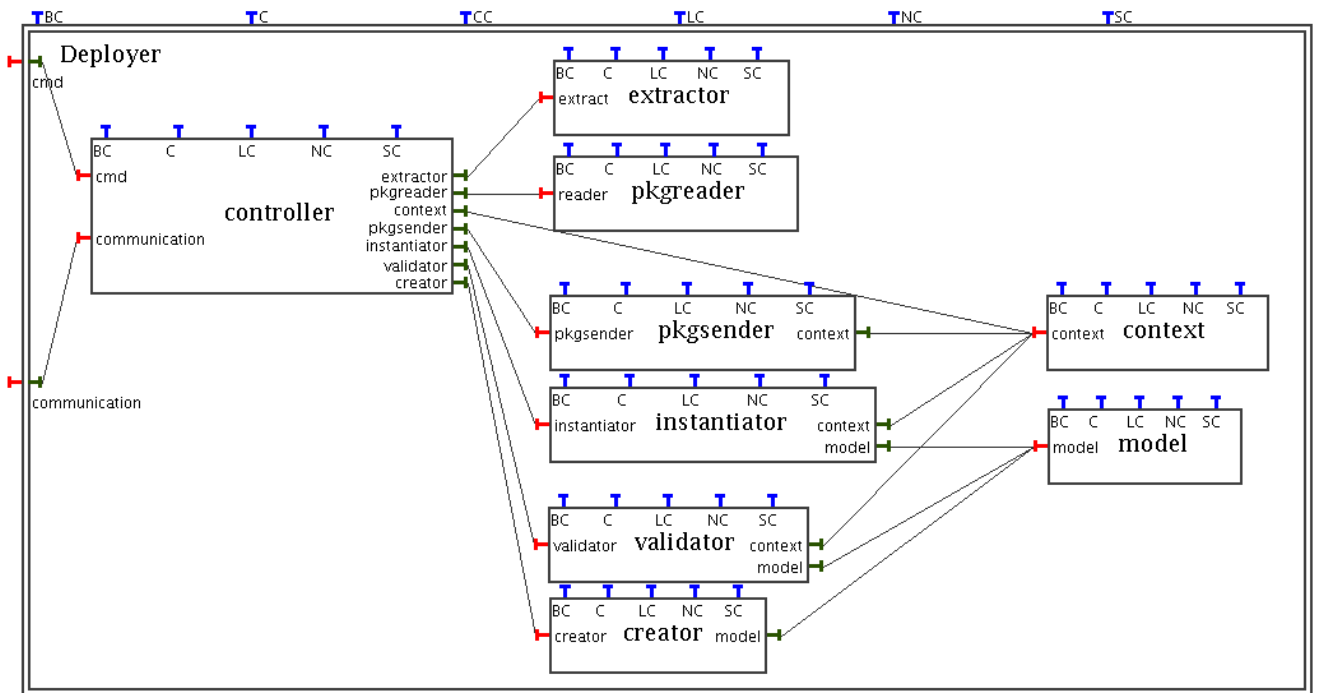 BC C CC LC NC SC
Deployer
cmd
BC C LC NC SC
extract extractor
BC C LC NC SC
cmd
communication
controller
extractor
pkgreader
context
pkgsender
instantiator
validator
creator
BC C LC NC SC
reader pkgreader
BC C LC NC SC
pkgsender pkgsender context
BC C LC NC SC
context context
BC C LC NC SC
instantiator instantiator context
model
BC C LC NC SC
model model
communication
BC C LC NC SC
validator validator context
model
BC C LC NC SC
creator creator model